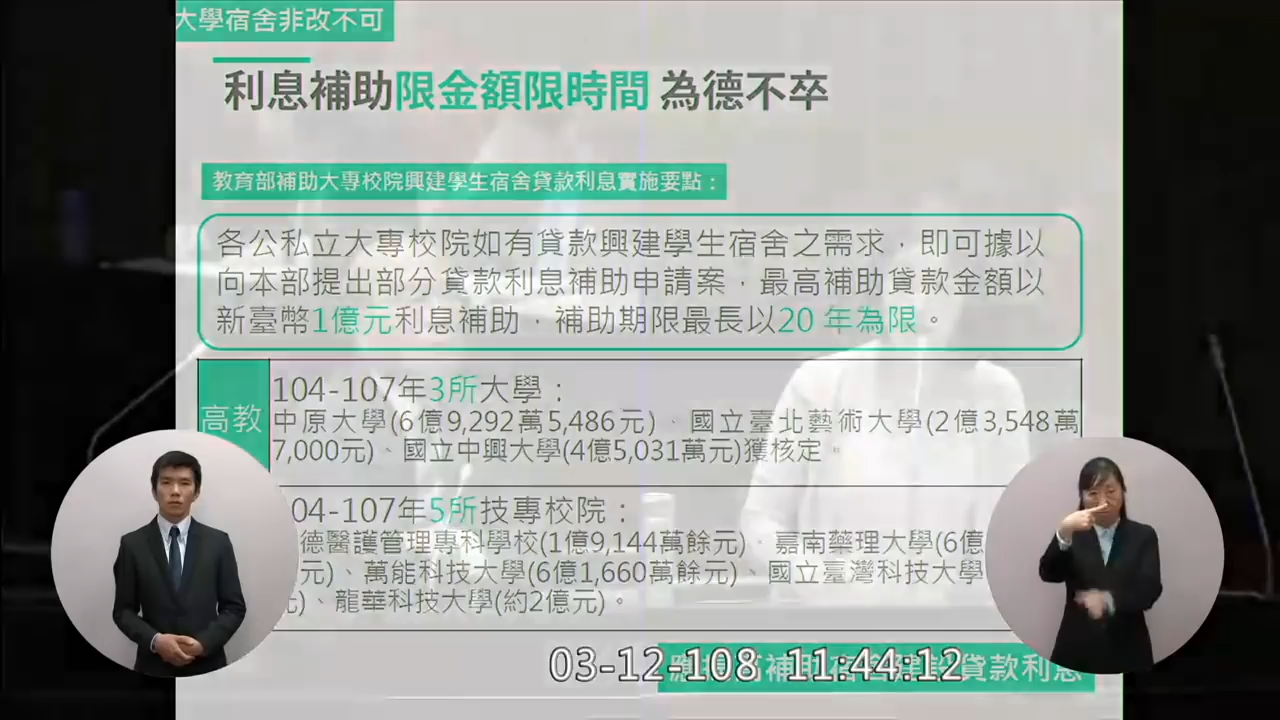 大學宿舍非改不可
利息補助限金額限時間 為德不卒
教育部補助大專校院興建學生宿舍貸款利息實施要點：
各公私立大專校院如有貸款興建學生宿舍之需求，即可據以
向本部提出部分貸款利息補助申請案，最高補助貸款金額以
新臺幣1億元利息補助，補助期限最長以20 年為限。
高教
104-107年3所大學：
中原大學(6億9,292萬5,486元)、國立臺北藝術大學(2億3,548萬
7,000元)、國立中興大學(4億5,031萬元)獲核定。
04-107年5所技專校院：
德醫護管理專科學校(1億9,144萬餘元)、嘉南藥理大學(6億
元)、萬能科技大學(6億1,660萬餘元)、國立臺灣科技大學
)、龍華科技大學(約2億元)。
補助宿舍建設貸款利息
03-12-108 11:44:12